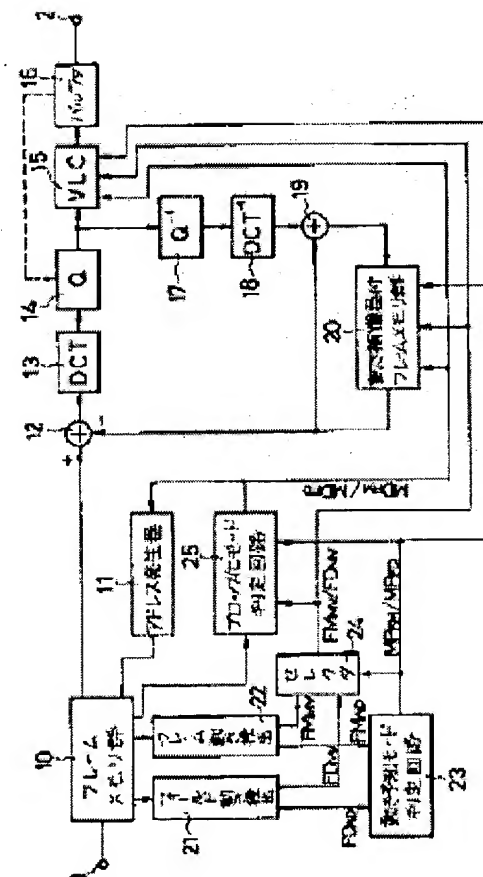 10
フレーム
メモリ群
11
アドレス発生器
12
+
-
13
DCT
14
Q
15
VLC
16
バッファ
2
17
Q⁻¹
18
DCT⁻¹
19
20
動き補償器付
フレームメモリ群
21
フィールド動き検出
22
フレーム動き検出
23
動き予測モード
判定回路
24
セレクタ
25
ブロック化モード
判定回路
FMMV
FDMV
FMAD
FDAD
FMMV/FDMV
MPFM/MPFD
MDFM/MDFD